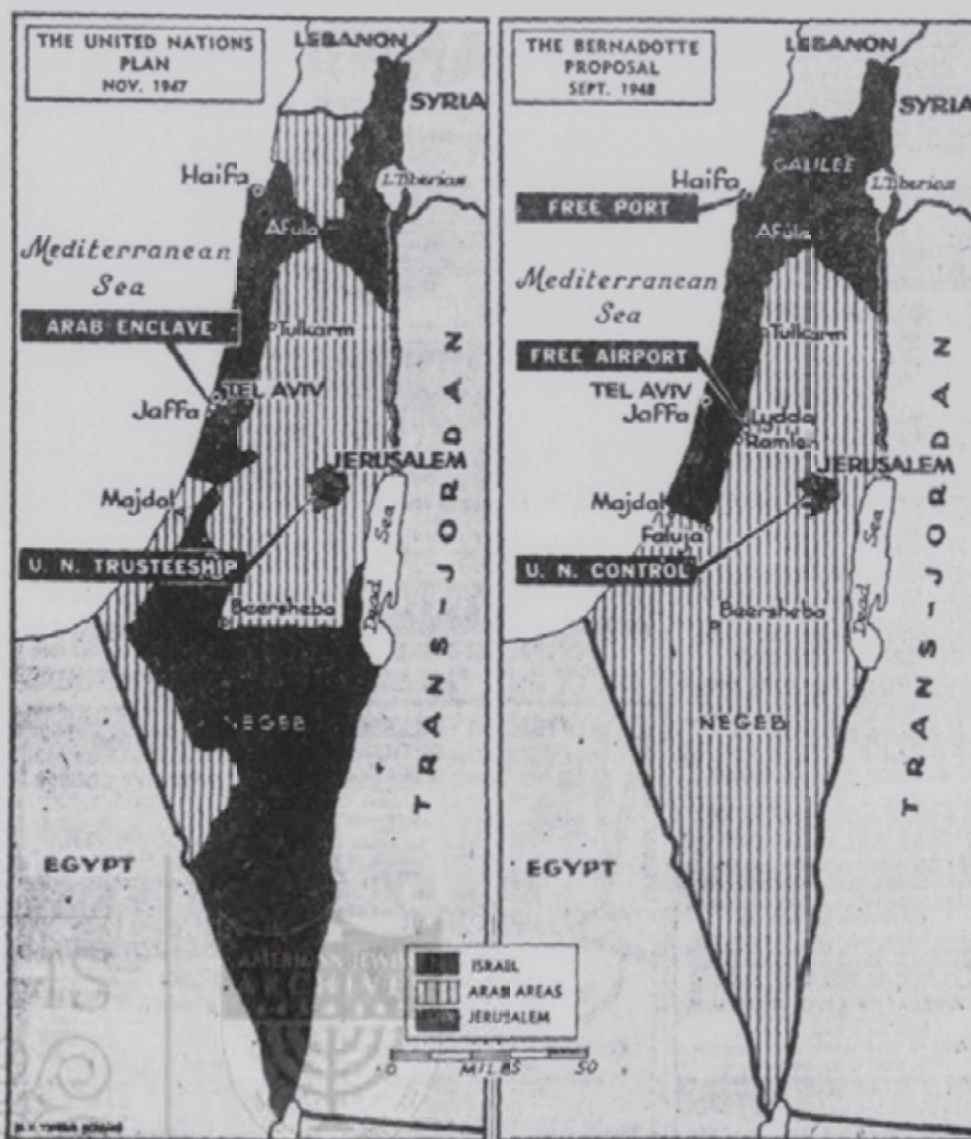 THE UNITED NATIONS
PLAN
NOV. 1947
LEBANON
SYRIA
Haifa
L. Tiberias
Afula
Mediterranean
Sea
ARAB ENCLAVE
Tulkarm
TEL AVIV
Jaffa
JERUSALEM
Majdal
U. N. TRUSTEESHIP
Beersheba
Dead Sea
TRANS-JORDAN
NEGEB
EGYPT
THE BERNADOTTE
PROPOSAL
SEPT. 1948
LEBANON
SYRIA
GALILEE
Haifa
L. Tiberias
FREE PORT
Afula
Mediterranean
Sea
Tulkarm
FREE AIRPORT
TEL AVIV
Jaffa
Lydda
Ramleh
JERUSALEM
Majdal
Faluja
U. N. CONTROL
Beersheba
Dead Sea
TRANS-JORDAN
NEGEB
EGYPT
ISRAEL
ARAB AREAS
JERUSALEM
0 MILES 50
AMERICAN JEWISH
ARCHIVES